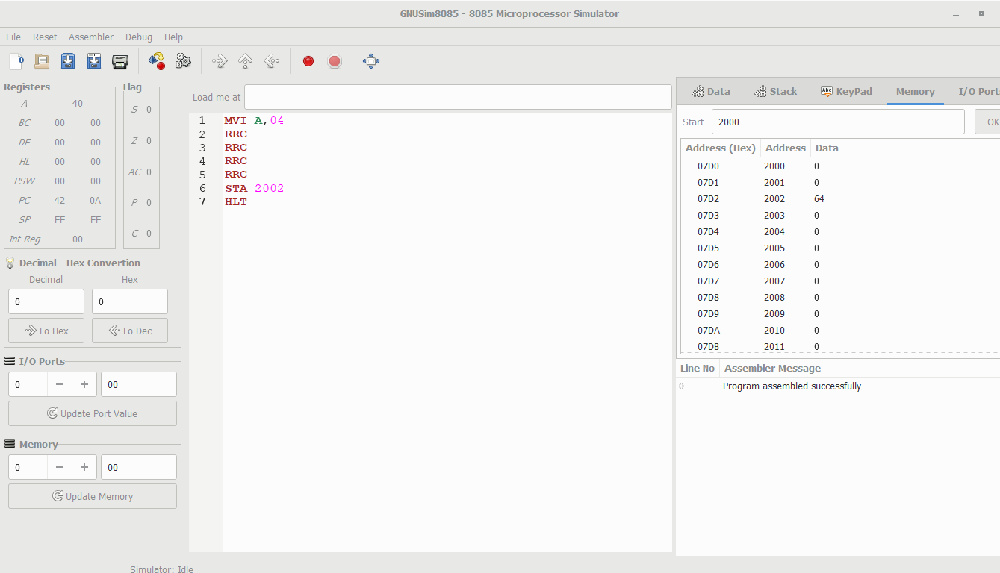 GNUSim8085 - 8085 Microprocessor Simulator
File Reset Assembler Debug Help
Registers
A 40
BC 00 00
DE 00 00
HL 00 00
PSW 00 00
PC 42 0A
SP FF FF
Int-Reg 00
Flag
S 0
Z 0
AC 0
P 0
C 0
Decimal - Hex Convertion
Decimal Hex
0 0
To Hex To Dec
I/O Ports
0 − + 00
Update Port Value
Memory
0 − + 00
Update Memory
Load me at
1 MVI A,04
2 RRC
3 RRC
4 RRC
5 RRC
6 STA 2002
7 HLT
Data Stack Abc KeyPad Memory I/O Port
Start 2000 OK
Address (Hex) Address Data
07D0 2000 0
07D1 2001 0
07D2 2002 64
07D3 2003 0
07D4 2004 0
07D5 2005 0
07D6 2006 0
07D7 2007 0
07D8 2008 0
07D9 2009 0
07DA 2010 0
07DB 2011 0
Line No Assembler Message
0 Program assembled successfully
Simulator: Idle